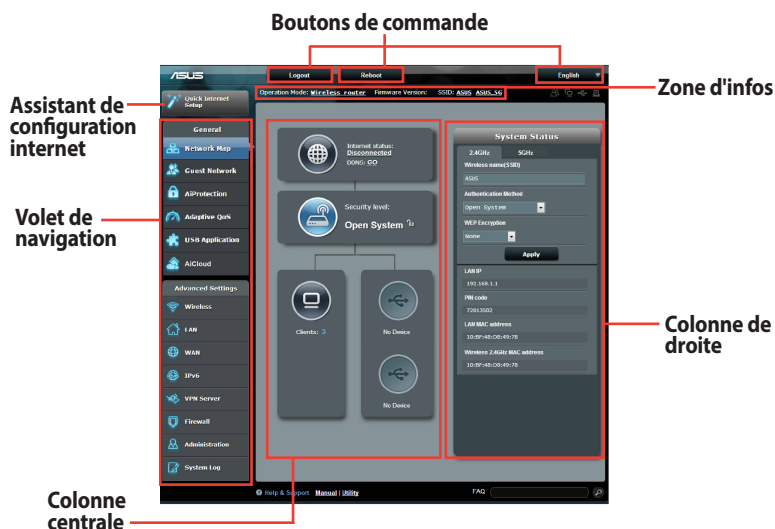 Boutons de commande
ASUS
Logout
Reboot
English
Quick Internet
Setup
Operation Mode: Wireless router Firmware Version: SSID: ASUS ASUS_5G
Zone d'infos
Assistant de
configuration
internet
General
Network Map
Guest Network
AiProtection
Adaptive QoS
USB Application
AiCloud
Volet de
navigation
Advanced Settings
Wireless
LAN
WAN
IPv6
VPN Server
Firewall
Administration
System Log
Internet status:
Disconnected
DDNS: GO
Security level:
Open System
Clients: 3
No Device
No Device
System Status
2.4GHz 5GHz
Wireless name(SSID)
ASUS
Authentication Method
Open System
WEP Encryption
None
Apply
LAN IP
192.168.1.1
PIN code
72013502
LAN MAC address
10:BF:48:D8:49:78
Wireless 2.4GHz MAC address
10:BF:48:D8:49:78
Colonne de
droite
Help & Support Manual | Utility
FAQ
Colonne
centrale